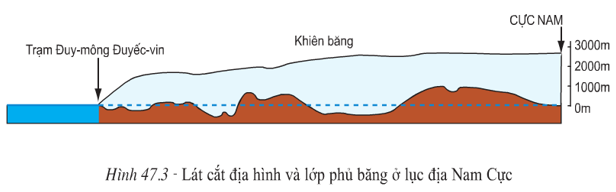 CỰC NAM
Khiên băng
Trạm Đuy-mông Đuyếc-vin
3000m
2000m
1000m
0m
Hình 47.3 - Lát cắt địa hình và lớp phủ băng ở lục địa Nam Cực